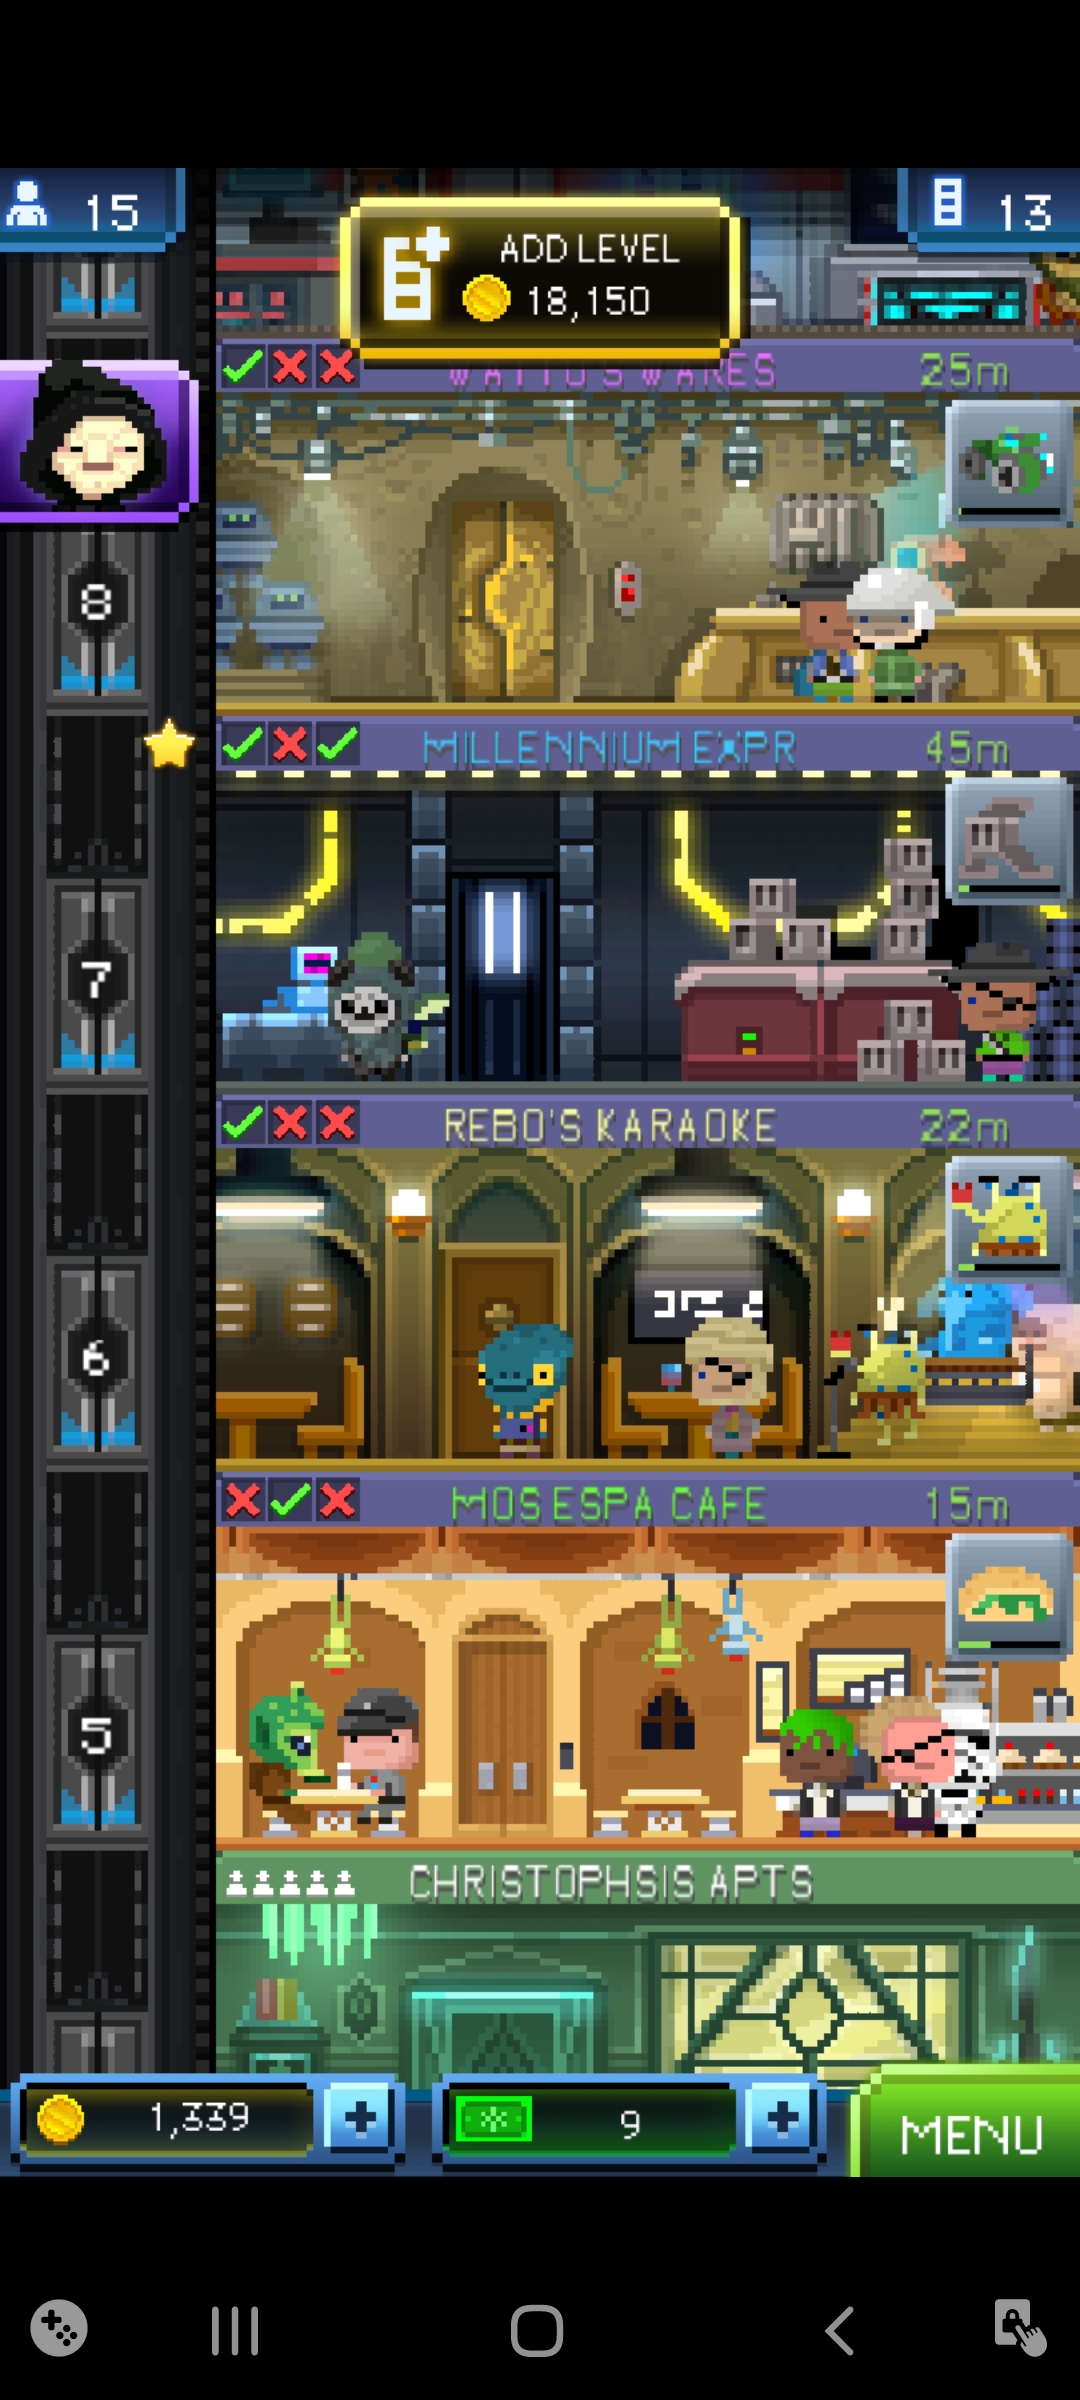 15
ADD LEVEL
18,150
13
WATTO'S WARES 25m
8
MILLENNIUM EXPR 45m
7
REBO'S KARAOKE 22m
6
MOS ESPA CAFE 15m
5
CHRISTOPHSIS APTS
1,339
9
MENU